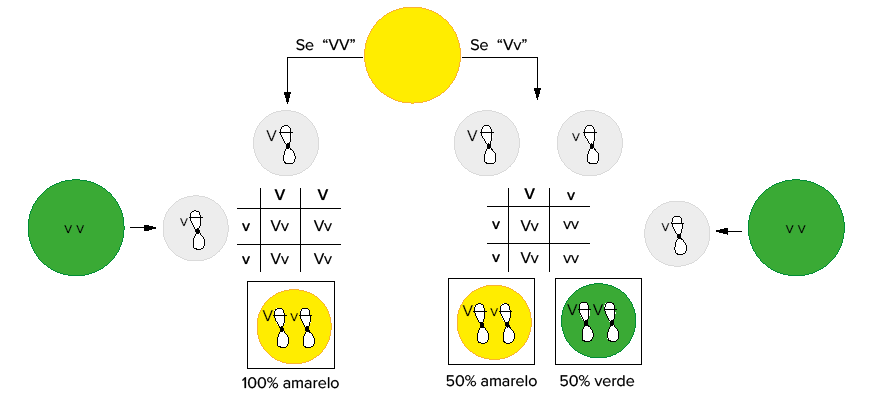 Se “VV”
Se “Vv”
V
V
v
V V
V v
v v
v
v Vv Vv
v Vv vv
v
v v
v Vv Vv
v Vv vv
V v
V v
V V
100% amarelo
50% amarelo
50% verde